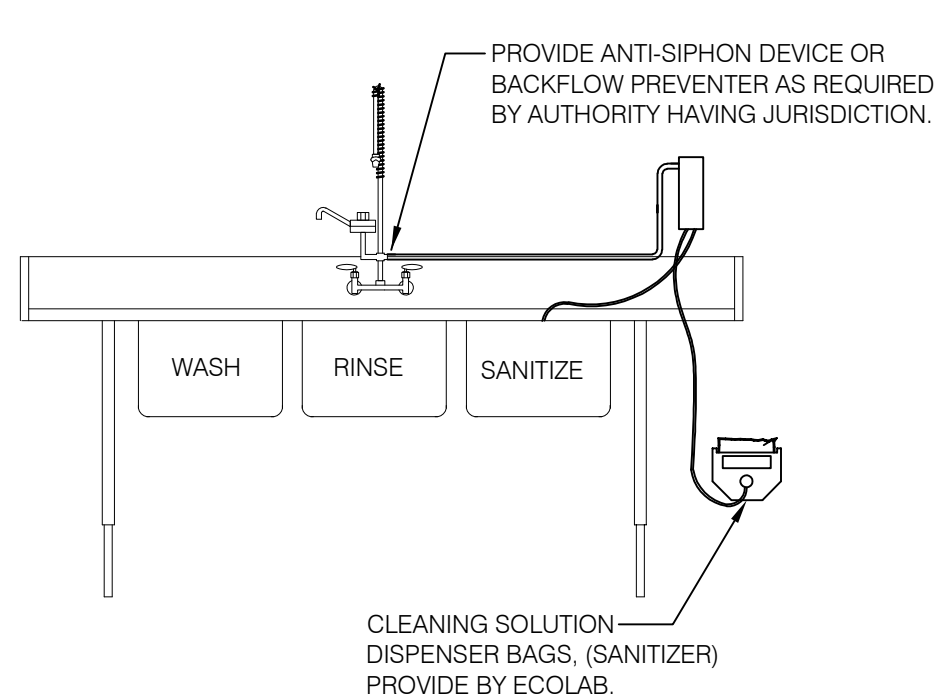 PROVIDE ANTI-SIPHON DEVICE OR
BACKFLOW PREVENTER AS REQUIRED
BY AUTHORITY HAVING JURISDICTION.
WASH
RINSE
SANITIZE
CLEANING SOLUTION
DISPENSER BAGS, (SANITIZER)
PROVIDE BY ECOLAB.